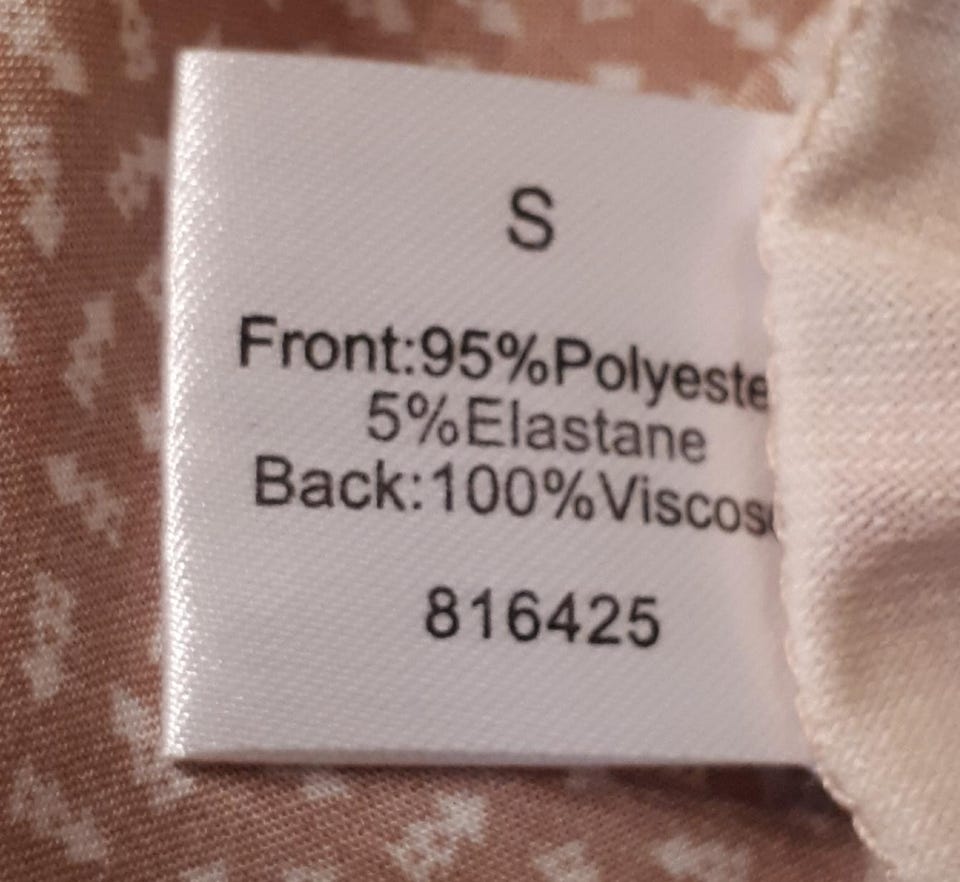 S
Front:95%Polyeste
5%Elastane
Back:100%Viscos
816425